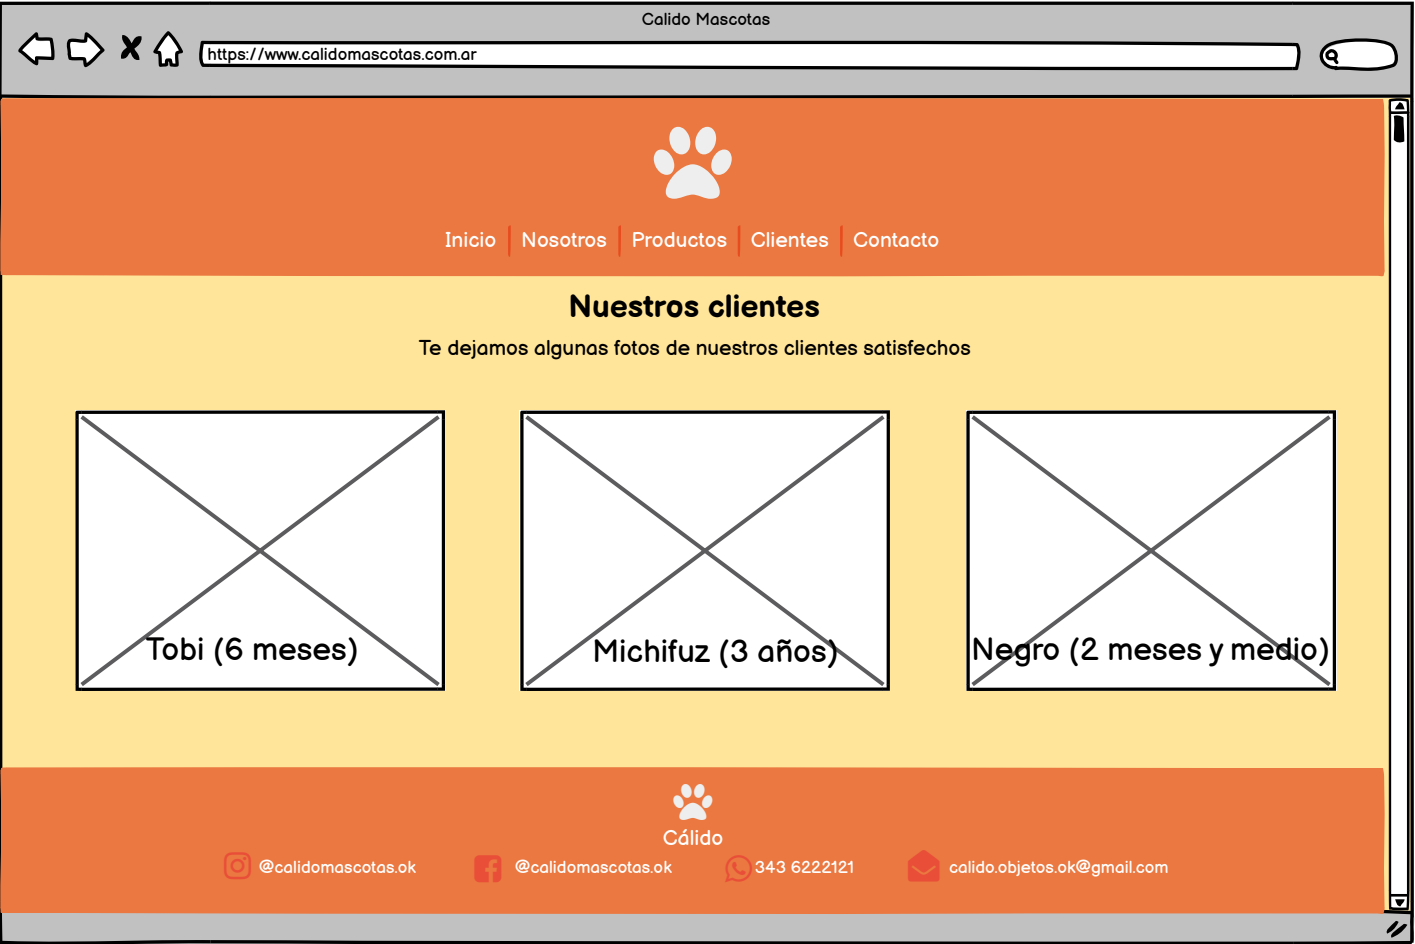 Calido Mascotas
https://www.calidomascotas.com.ar
Inicio Nosotros Productos Clientes Contacto
Nuestros clientes
Te dejamos algunas fotos de nuestros clientes satisfechos
Tobi (6 meses) Michifuz (3 años) Negro (2 meses y medio)
Cálido
@calidomascotas.ok @calidomascotas.ok 343 6222121 calido.objetos.ok@gmail.com